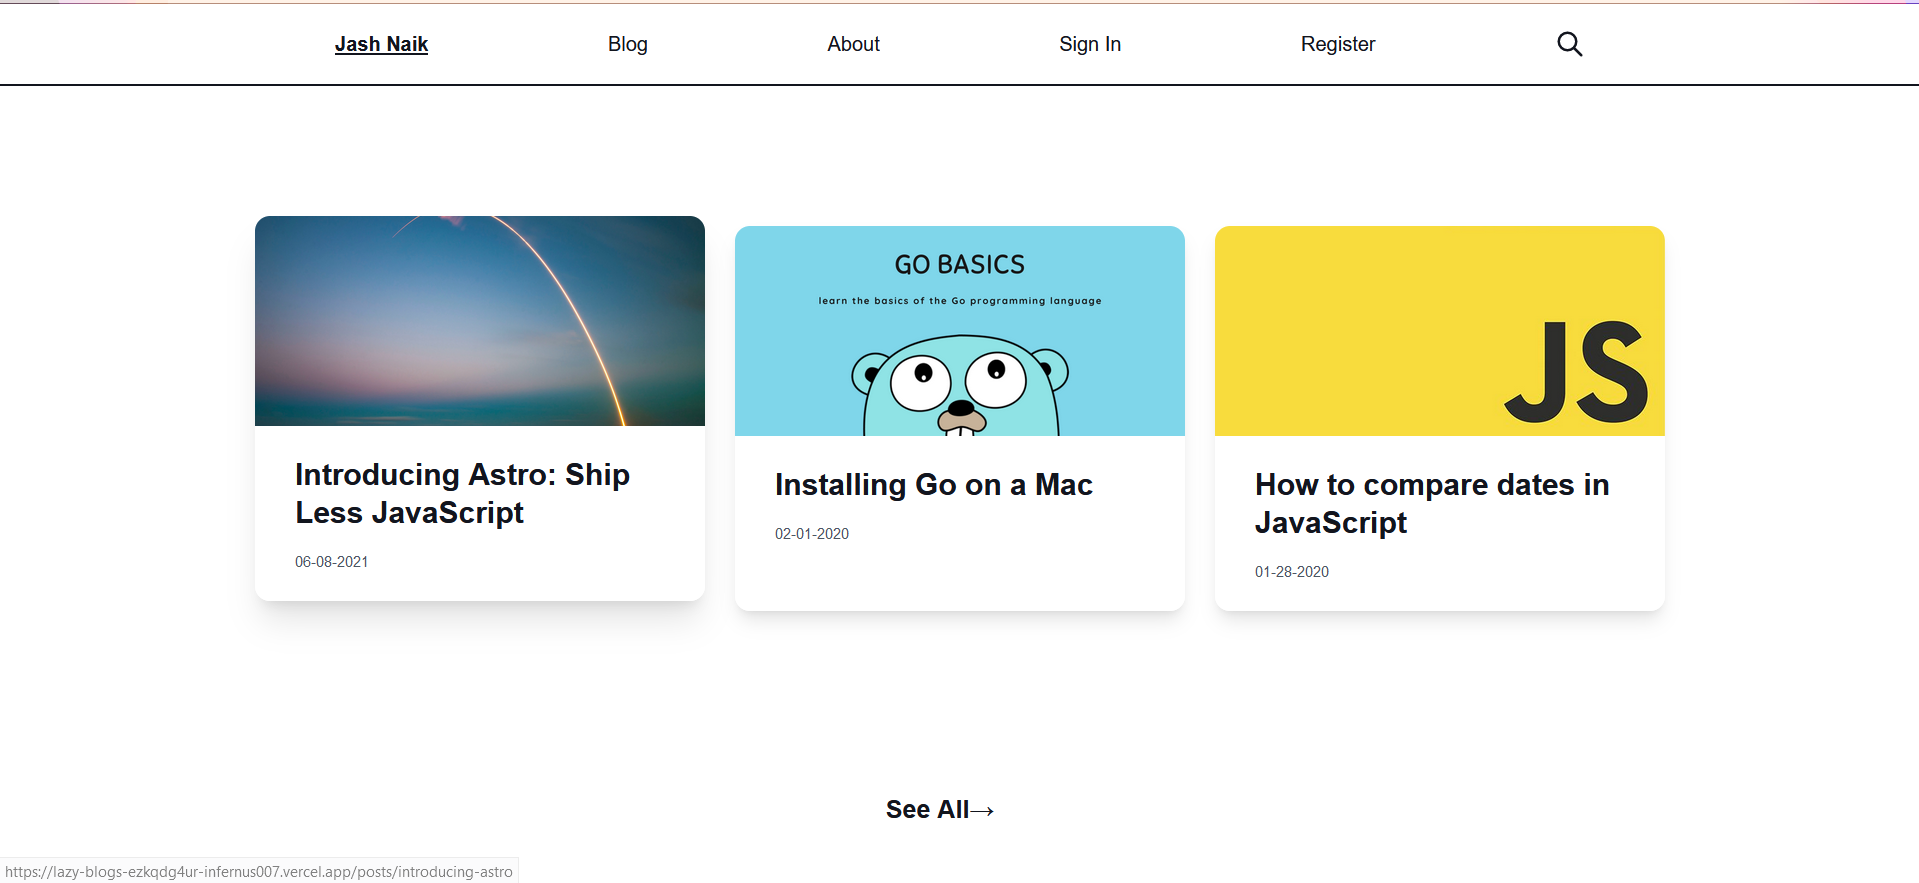 Jash Naik
Blog
About
Sign In
Register
GO BASICS
learn the basics of the Go programming language
JS
Introducing Astro: Ship
Less JavaScript
06-08-2021
Installing Go on a Mac
02-01-2020
How to compare dates in
JavaScript
01-28-2020
See All→
https://lazy-blogs-ezkqdg4ur-infernus007.vercel.app/posts/introducing-astro